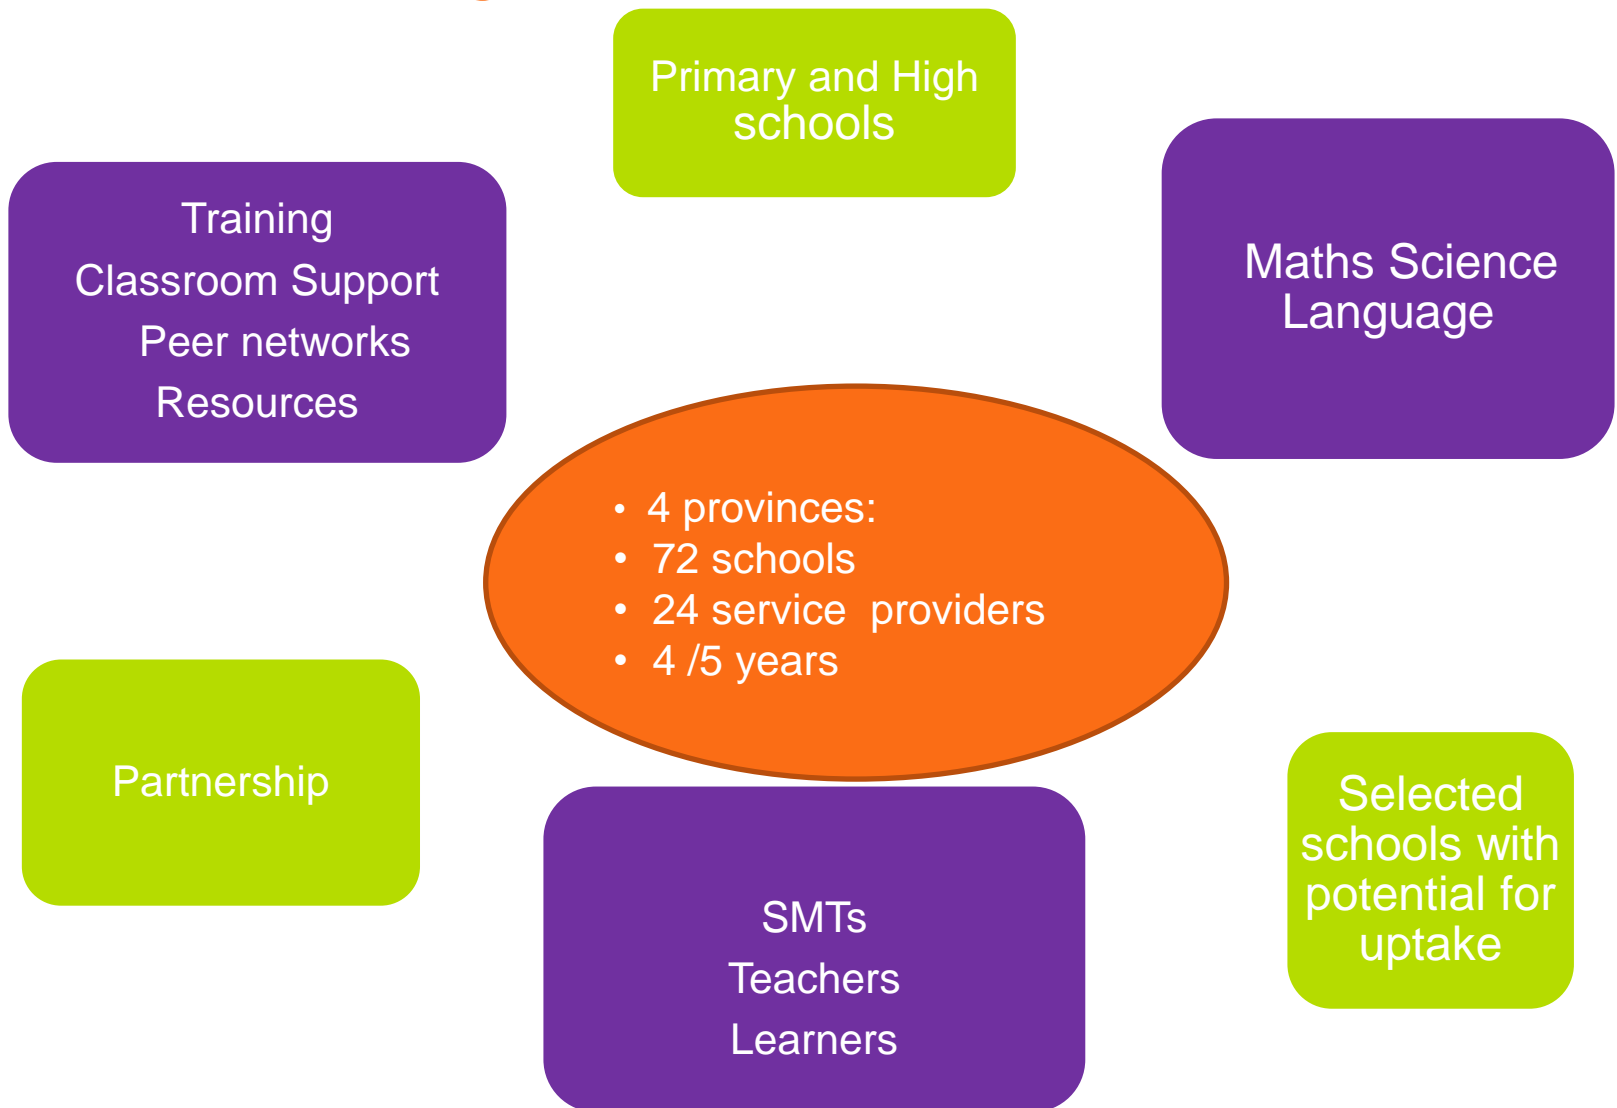 Primary and High
schools
Training
Classroom Support
Peer networks
Resources
Maths Science
Language
• 4 provinces:
• 72 schools
• 24 service  providers
• 4 /5 years
Partnership
Selected
schools with
potential for
uptake
SMTs
Teachers
Learners